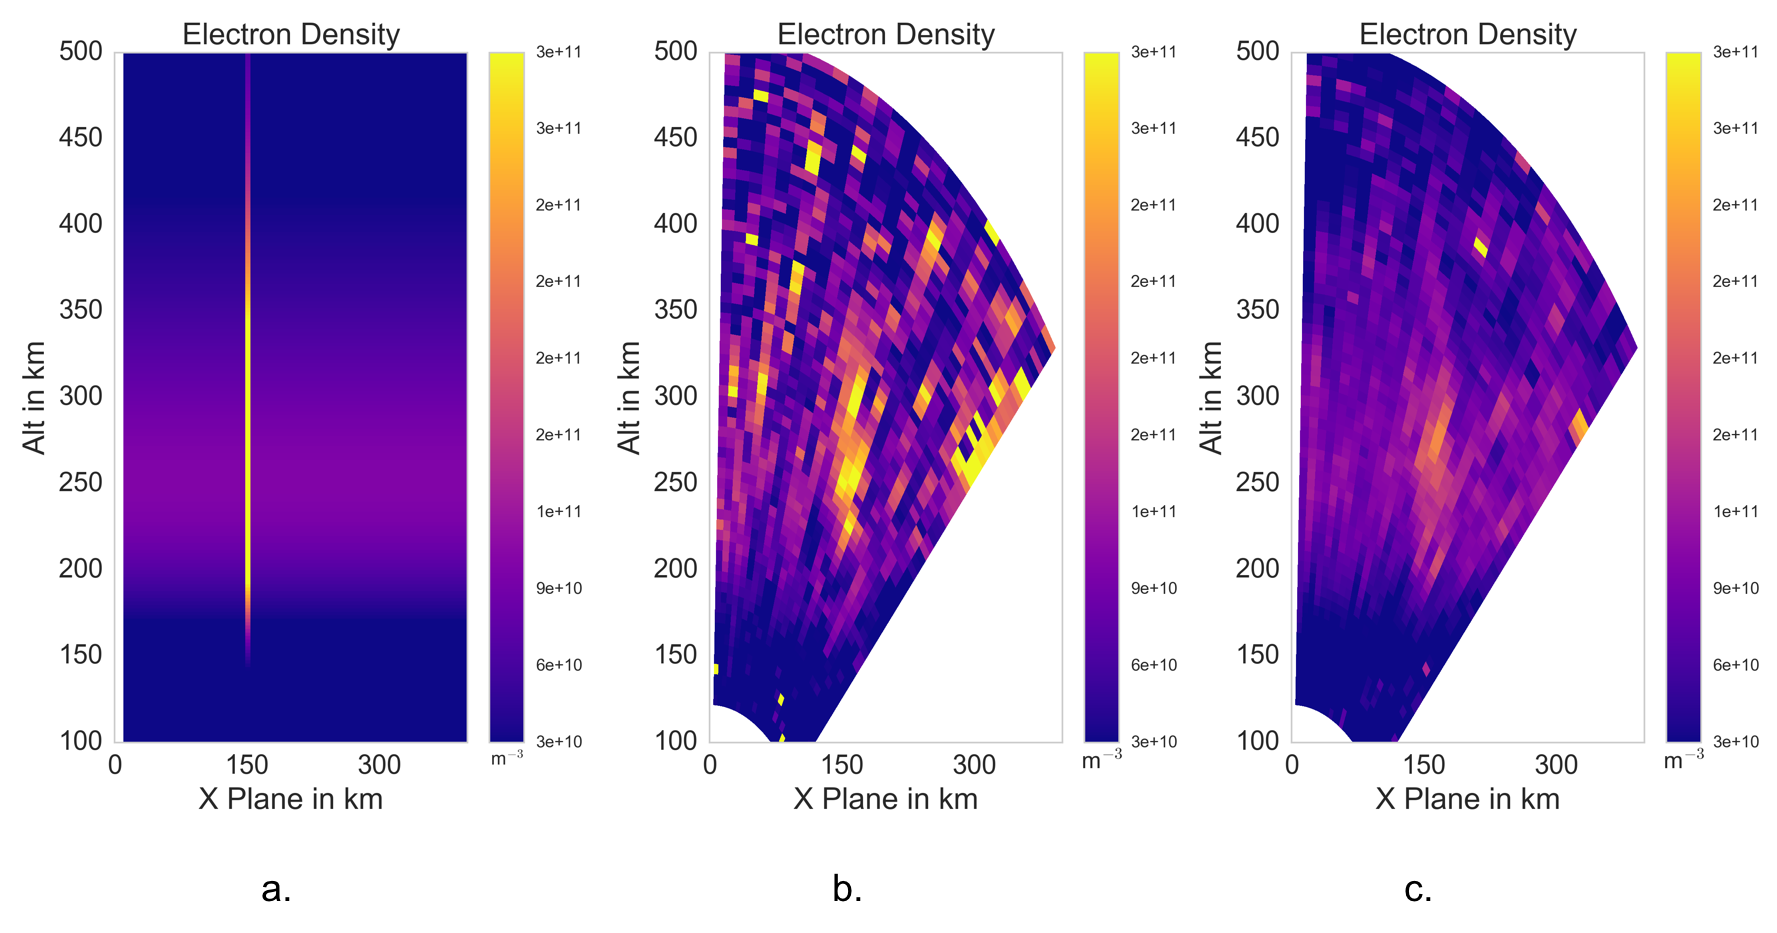 Electron Density
500
450
400
350
300
250
200
150
100
Alt in km
0 150 300
X Plane in km
3e+11
3e+11
2e+11
2e+11
2e+11
2e+11
1e+11
9e+10
6e+10
3e+10
m⁻³
a.
Electron Density
500
450
400
350
300
250
200
150
100
Alt in km
0 150 300
X Plane in km
3e+11
3e+11
2e+11
2e+11
2e+11
2e+11
1e+11
9e+10
6e+10
3e+10
m⁻³
b.
Electron Density
500
450
400
350
300
250
200
150
100
Alt in km
0 150 300
X Plane in km
3e+11
3e+11
2e+11
2e+11
2e+11
2e+11
1e+11
9e+10
6e+10
3e+10
m⁻³
c.